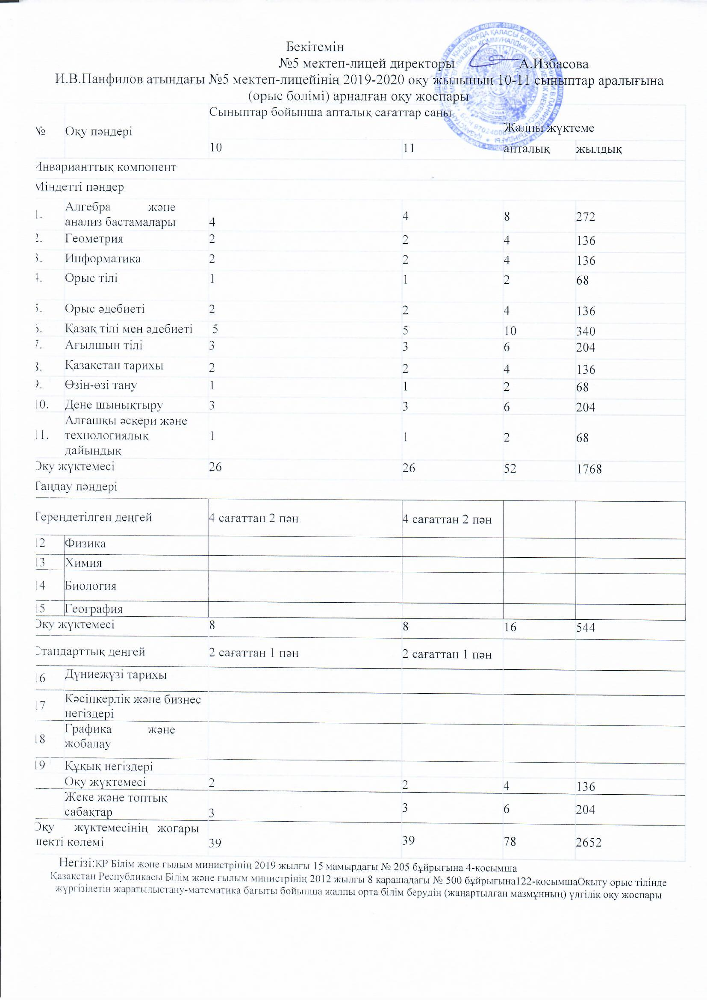 Бекітемін
№5 мектеп-лицей директоры А.Избасова
И.В.Панфилов атындағы №5 мектеп-лицейінің 2019-2020 оқу жылының 10-11 сыныптар аралығына
(орыс бөлімі) арналған оқу жоспары
Сыныптар бойынша апталық сағаттар саны
№ Оқу пәндері Жалпы жүктеме
10 11 апталық жылдық
Инварианттық компонент
Міндетті пәндер
1. Алгебра және
анализ бастамалары 4 4 8 272
2. Геометрия 2 2 4 136
3. Информатика 2 2 4 136
4. Орыс тілі 1 1 2 68
5. Орыс әдебиеті 2 2 4 136
6. Қазақ тілі мен әдебиеті 5 5 10 340
7. Ағылшын тілі 3 3 6 204
8. Қазақстан тарихы 2 2 4 136
9. Өзін-өзі тану 1 1 2 68
10. Дене шынықтыру 3 3 6 204
Алғашқы әскери және
11. технологиялық 1 1 2 68
дайындық
Оқу жүктемесі 26 26 52 1768
Таңдау пәндері
Тереңдетілген деңгей 4 сағаттан 2 пән 4 сағаттан 2 пән
12 Физика
13 Химия
14 Биология
15 География
Оқу жүктемесі 8 8 16 544
Стандарттық деңгей 2 сағаттан 1 пән 2 сағаттан 1 пән
16 Дүниежүзі тарихы
17 Кәсіпкерлік және бизнес
негіздері
18 Графика және
жобалау
19 Құқық негіздері
Оқу жүктемесі 2 2 4 136
Жеке және топтық
сабақтар 3 3 6 204
Оқу жүктемесінің жоғары
шекті көлемі 39 39 78 2652
Негізі:ҚР Білім және ғылым министрінің 2019 жылғы 15 мамырдағы № 205 бұйрығына 4-қосымша
Қазақстан Республикасы Білім және ғылым министрінің 2012 жылғы 8 қарашадағы № 500 бұйрығына122-қосымшаОқыту орыс тілінде
жүргізілетін жаратылыстану-математика бағыты бойынша жалпы орта білім берудің (жаңартылған мазмұнның) үлгілік оқу жоспары